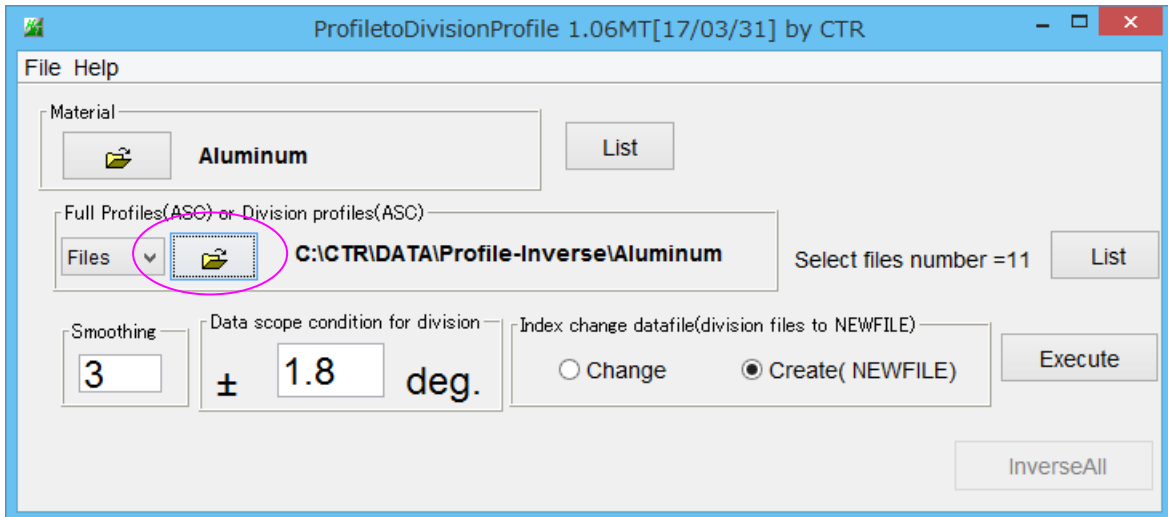 ProfiletoDivisionProfile 1.06MT[17/03/31] by CTR
File Help
Material
Aluminum
List
Full Profiles(ASC) or Division profiles(ASC)
Files
C:\CTR\DATA\Profile-Inverse\Aluminum
Select files number =11
List
Smoothing
3
Data scope condition for division
± 1.8 deg.
Index change datafile(division files to NEWFILE)
Change
Create( NEWFILE)
Execute
InverseAll